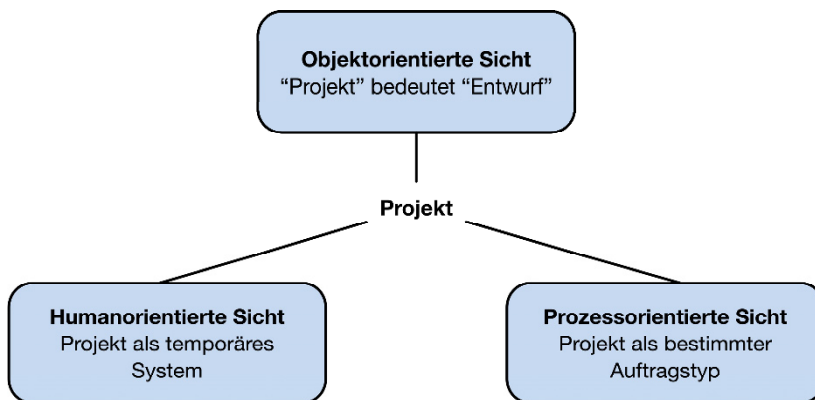 Objektorientierte Sicht
“Projekt” bedeutet “Entwurf”
Projekt
Humanorientierte Sicht
Projekt als temporäres
System
Prozessorientierte Sicht
Projekt als bestimmter
Auftragstyp